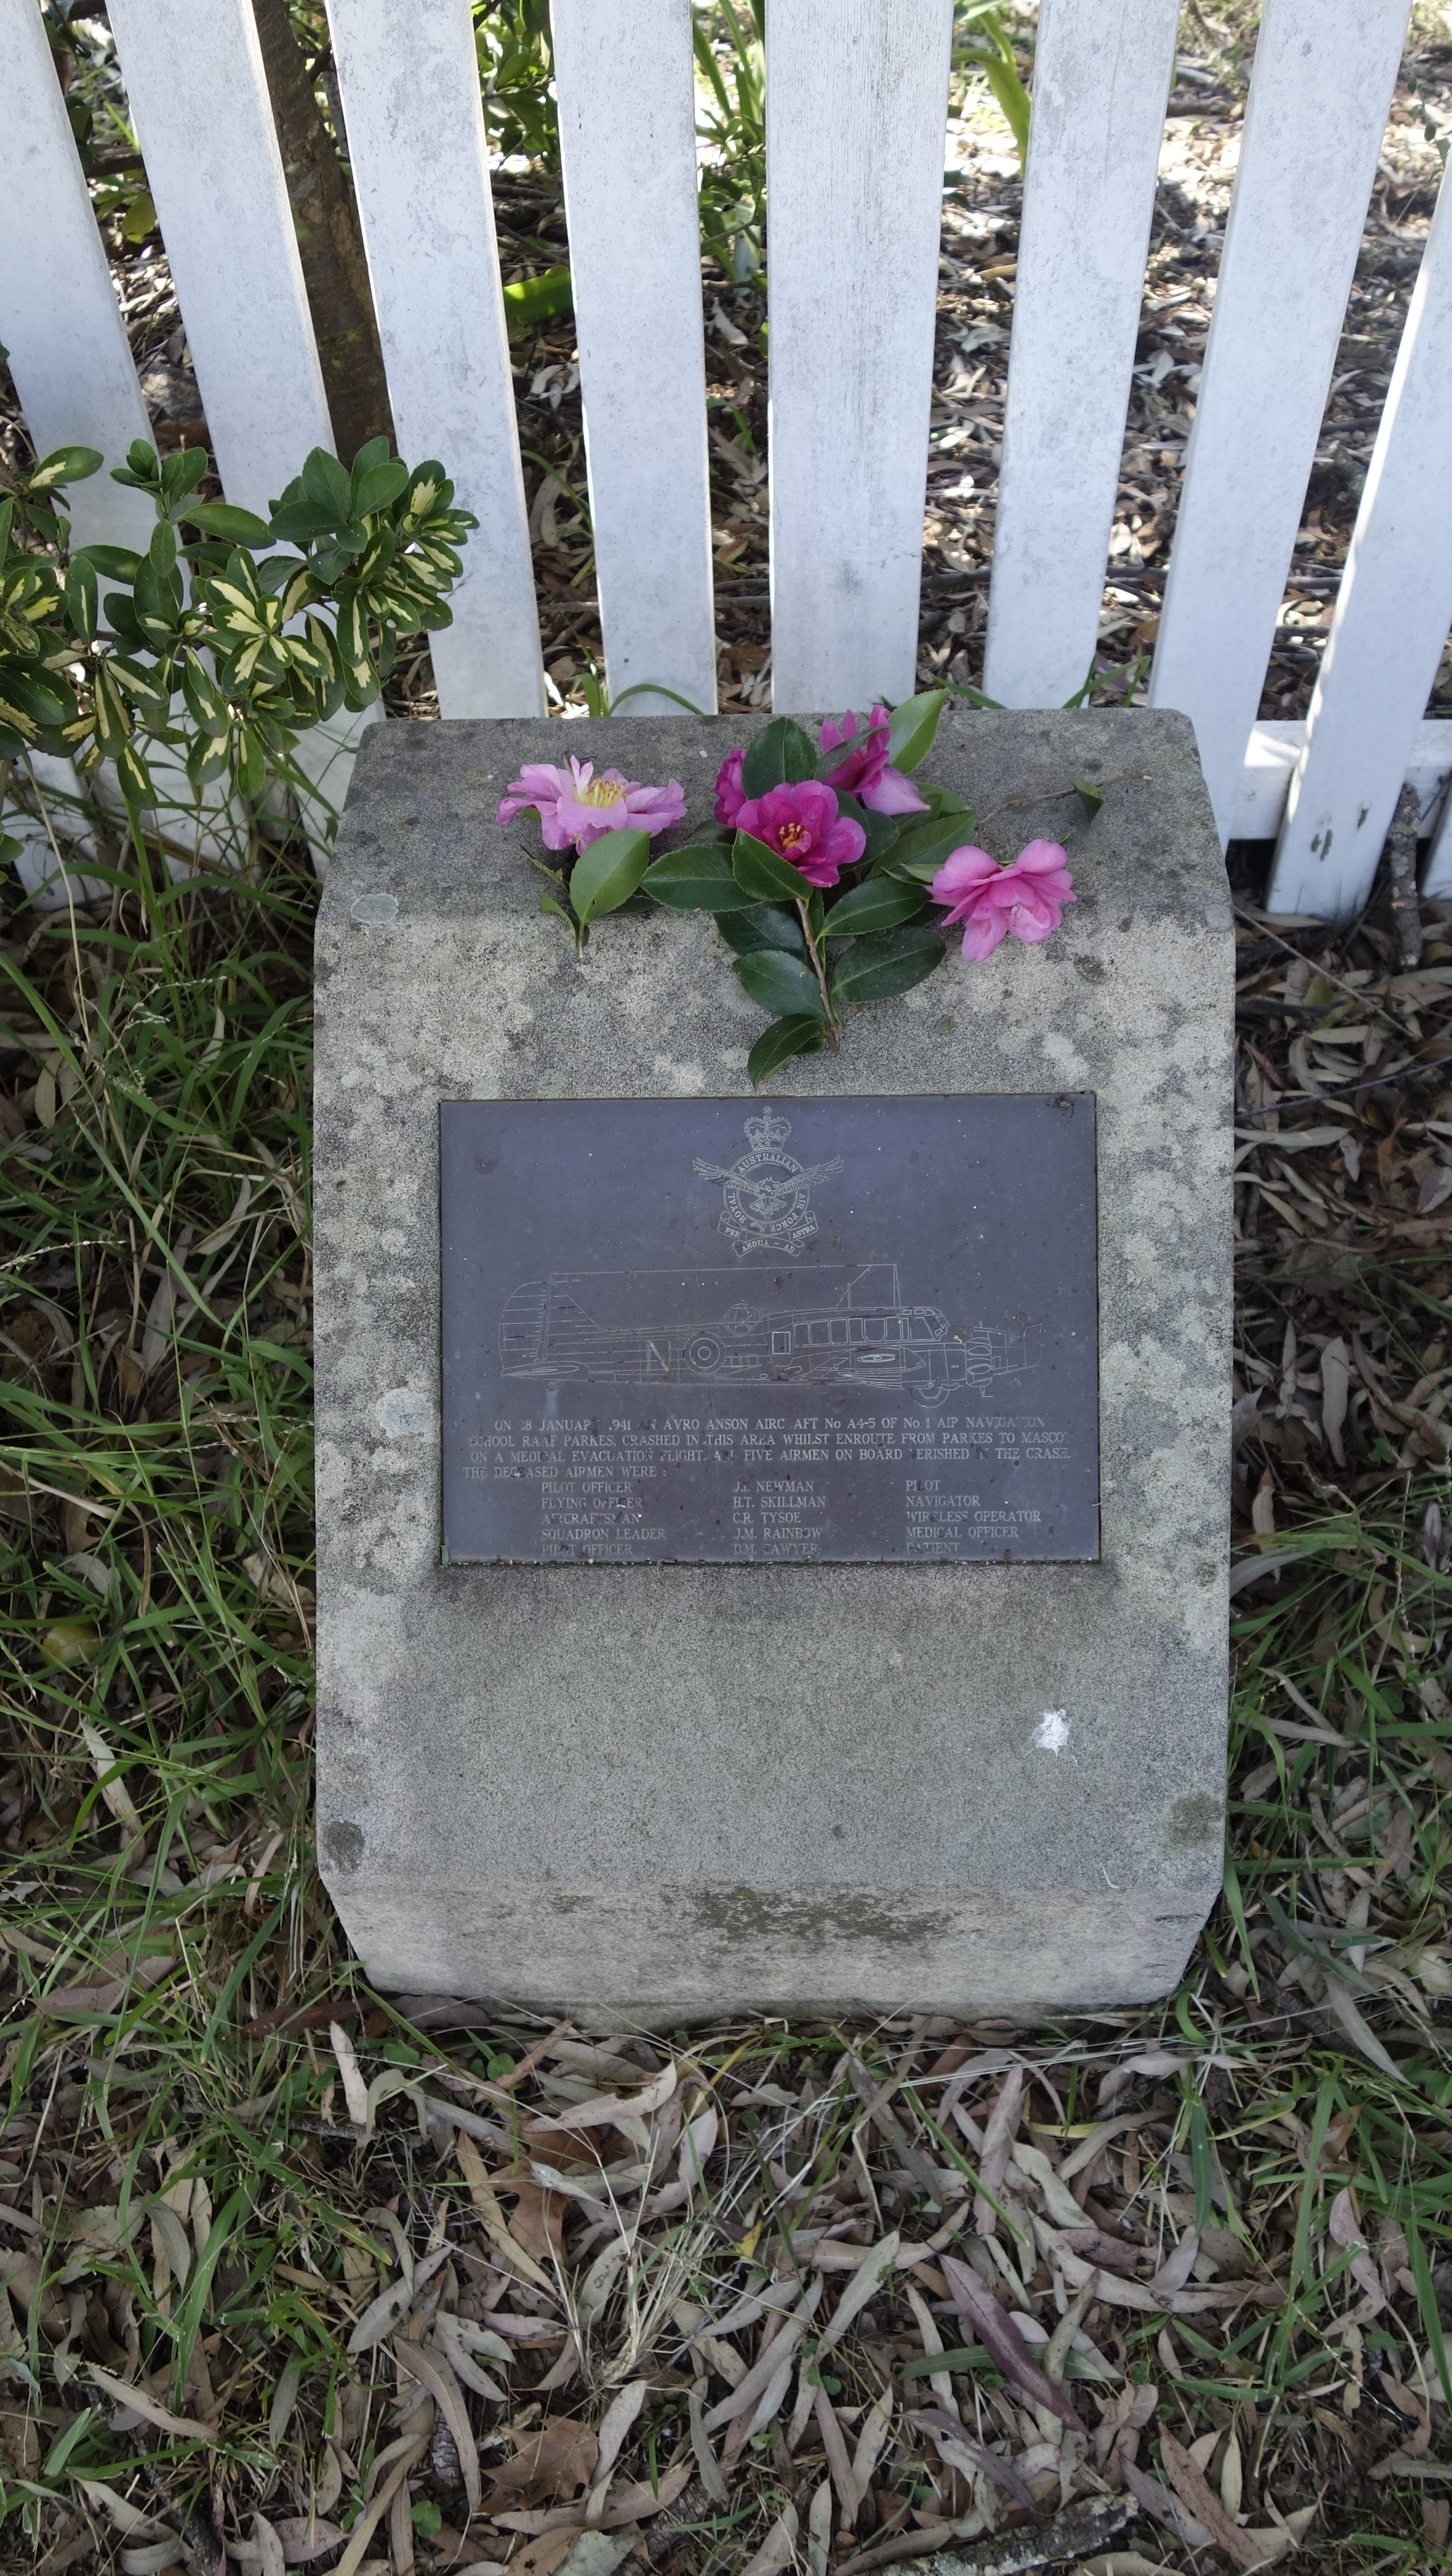 ROYAL AUSTRALIAN AIR FORCE
PER ARDUA - AD ASTRA
ON 28 JANUARY 1941 AN AVRO ANSON AIRCRAFT No A4-5 OF No 1 AIR NAVIGATION
SCHOOL RAAF PARKES, CRASHED IN THIS AREA WHILST ENROUTE FROM PARKES TO MASCOT
ON A MEDICAL EVACUATION FLIGHT. ALL FIVE AIRMEN ON BOARD PERISHED IN THE CRASH.
THE DECEASED AIRMEN WERE :
PILOT OFFICER NEWMAN PILOT
FLYING OFFICER H.T. SKILLMAN NAVIGATOR
AIRCRAFTSMAN C.R. TYSOE WIRELESS OPERATOR
SQUADRON LEADER J.M. RAINBOW MEDICAL OFFICER
PILOT OFFICER SAWYER PATIENT